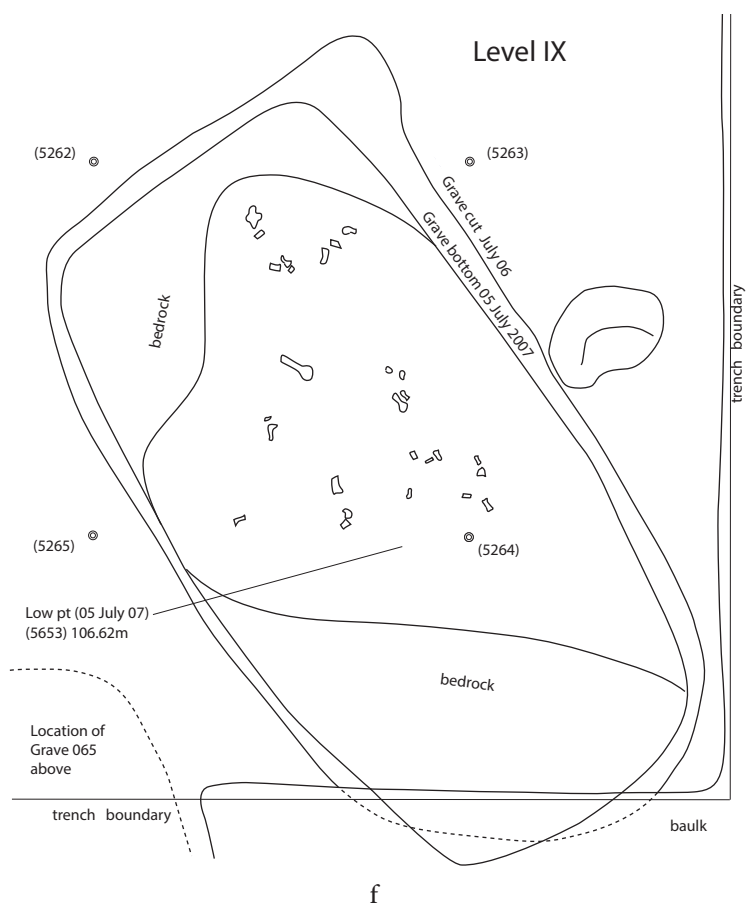 Level IX
(5262)
(5263)
Grave cut July 06
Grave bottom 05 July 2007
bedrock
trench boundary
(5265)
(5264)
Low pt (05 July 07)
(5653) 106.62m
bedrock
Location of
Grave 065
above
trench boundary
baulk
f